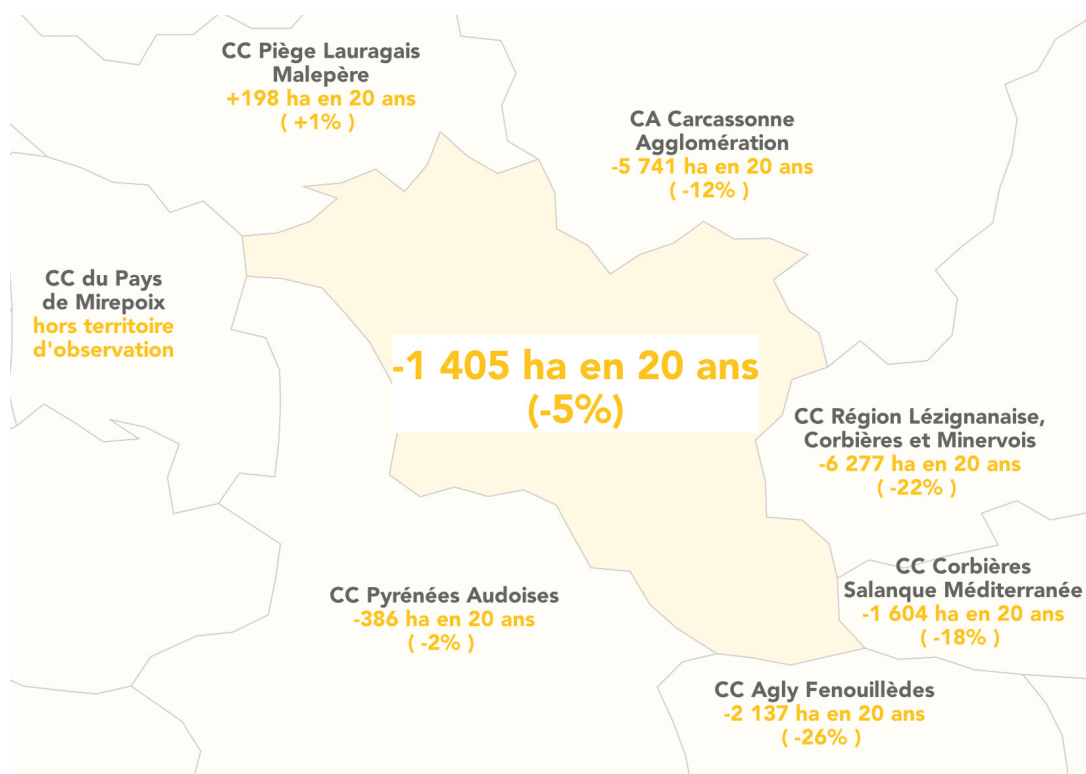 CC Piège Lauragais
Malepère
+198 ha en 20 ans
( +1% )
CA Carcassonne
Agglomération
-5 741 ha en 20 ans
( -12% )
CC du Pays
de Mirepoix
hors territoire
d'observation
-1 405 ha en 20 ans
(-5%)
CC Région Lézignanaise,
Corbières et Minervois
-6 277 ha en 20 ans
( -22% )
CC Pyrénées Audoises
-386 ha en 20 ans
( -2% )
CC Corbières
Salanque Méditerranée
-1 604 ha en 20 ans
( -18% )
CC Agly Fenouillèdes
-2 137 ha en 20 ans
( -26% )